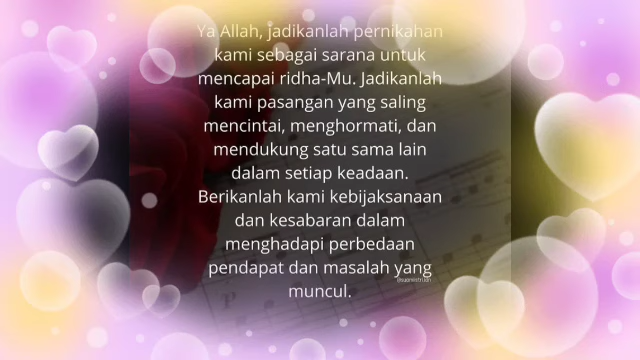 Ya Allah, jadikanlah pernikahan
kami sebagai sarana untuk
mencapai ridha-Mu. Jadikanlah
kami pasangan yang saling
mencintai, menghormati, dan
mendukung satu sama lain
dalam setiap keadaan.
Berikanlah kami kebijaksanaan
dan kesabaran dalam
menghadapi perbedaan
pendapat dan masalah yang
muncul.